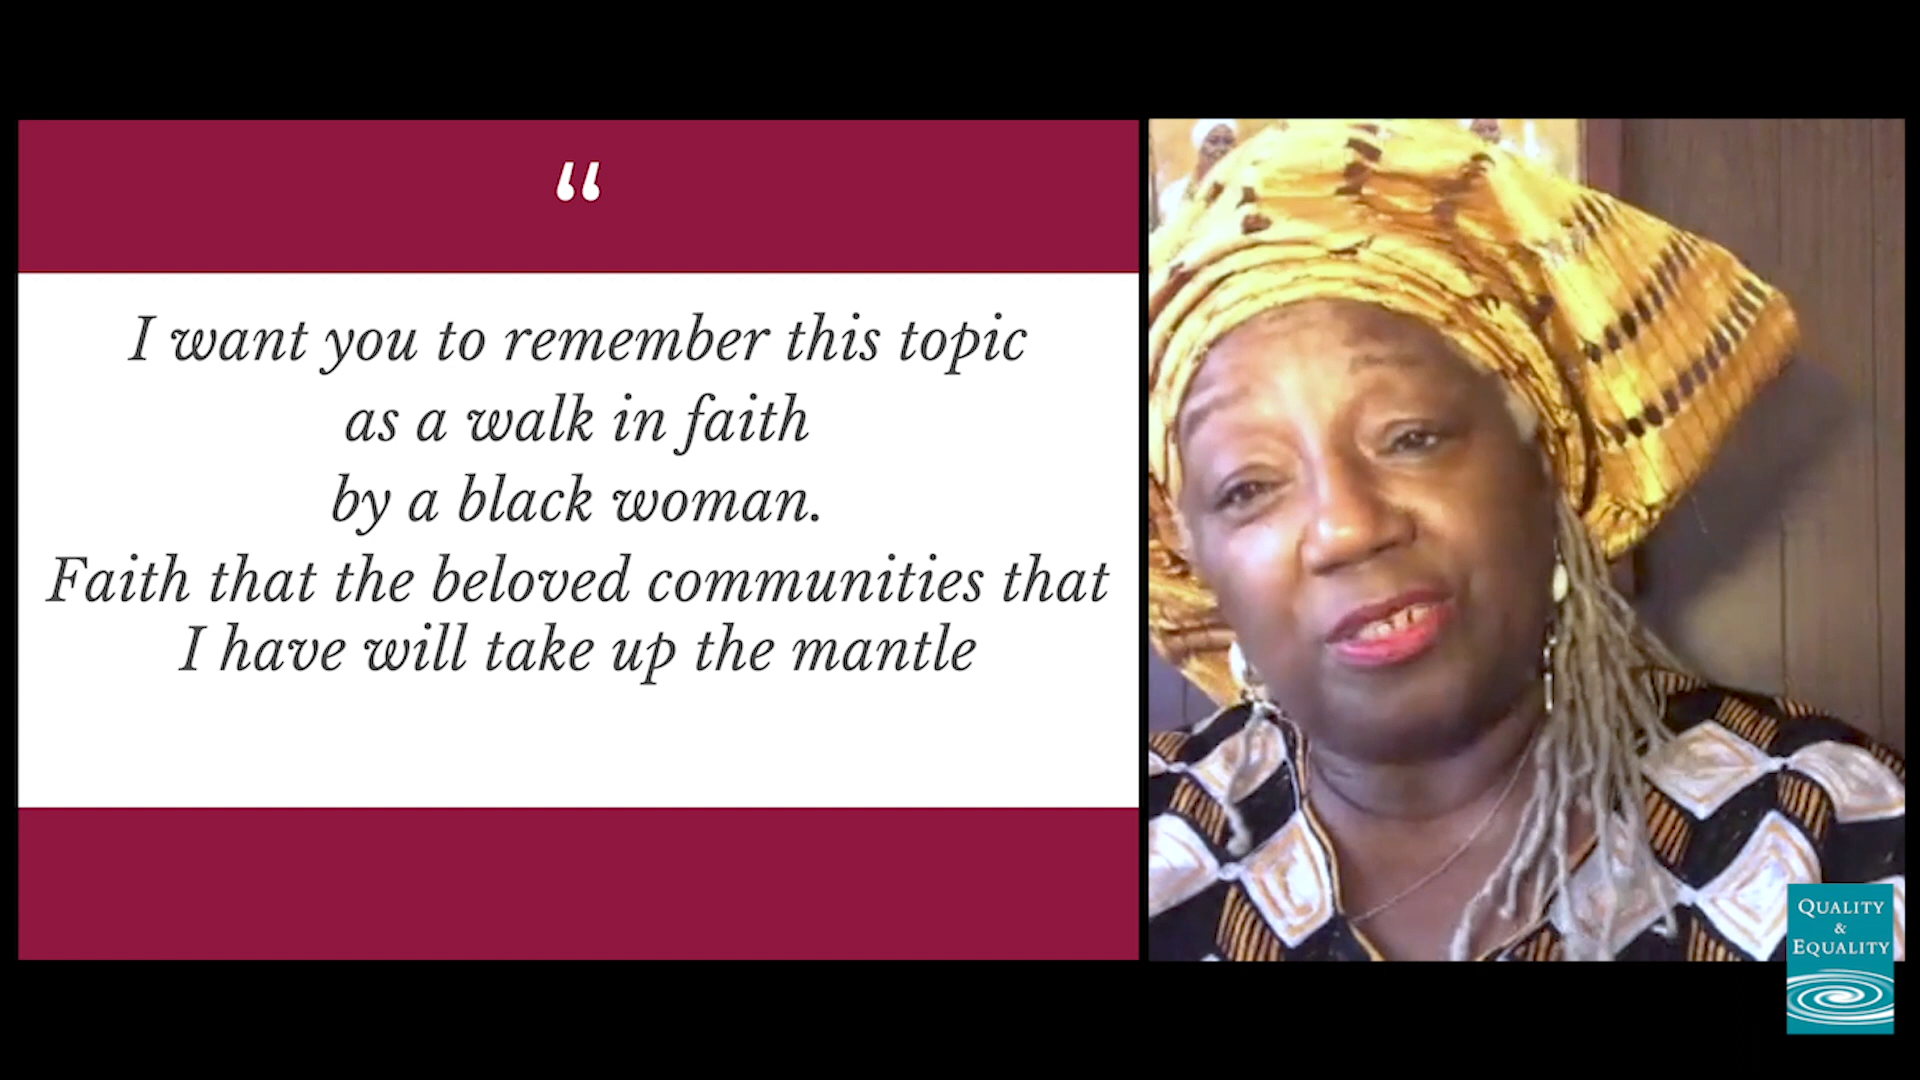 “
I want you to remember this topic
as a walk in faith
by a black woman.
Faith that the beloved communities that
I have will take up the mantle
QUALITY
&
EQUALITY